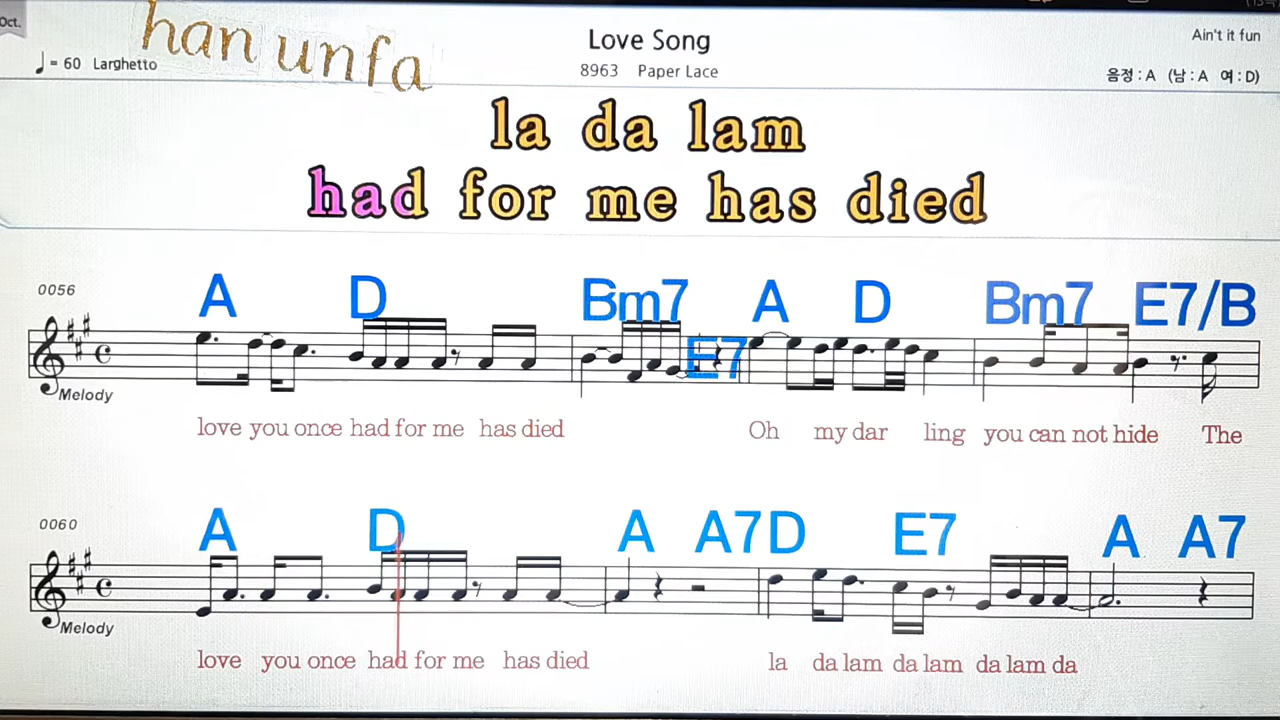 Oct.
han unfa
Love Song
Ain't it fun
♩ = 60 Larghetto
8963 Paper Lace
음정 : A (남 : A 여 : D)
la da lam
had for me has died
0056
A D Bm7 E7 A D Bm7 E7/B
Melody
love you once had for me has died Oh my dar ling you can not hide The
0060
A D A A7 D E7 A A7
Melody
love you once had for me has died la da lam da lam da lam da